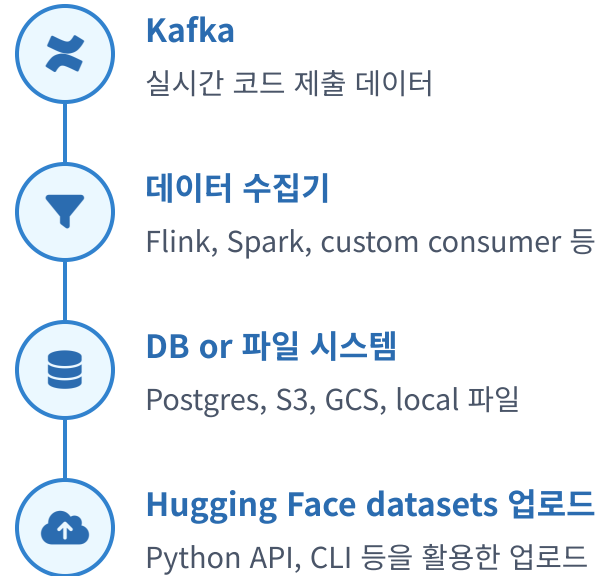 Kafka
실시간 코드 제출 데이터
데이터 수집기
Flink, Spark, custom consumer 등
DB or 파일 시스템
Postgres, S3, GCS, local 파일
Hugging Face datasets 업로드
Python API, CLI 등을 활용한 업로드